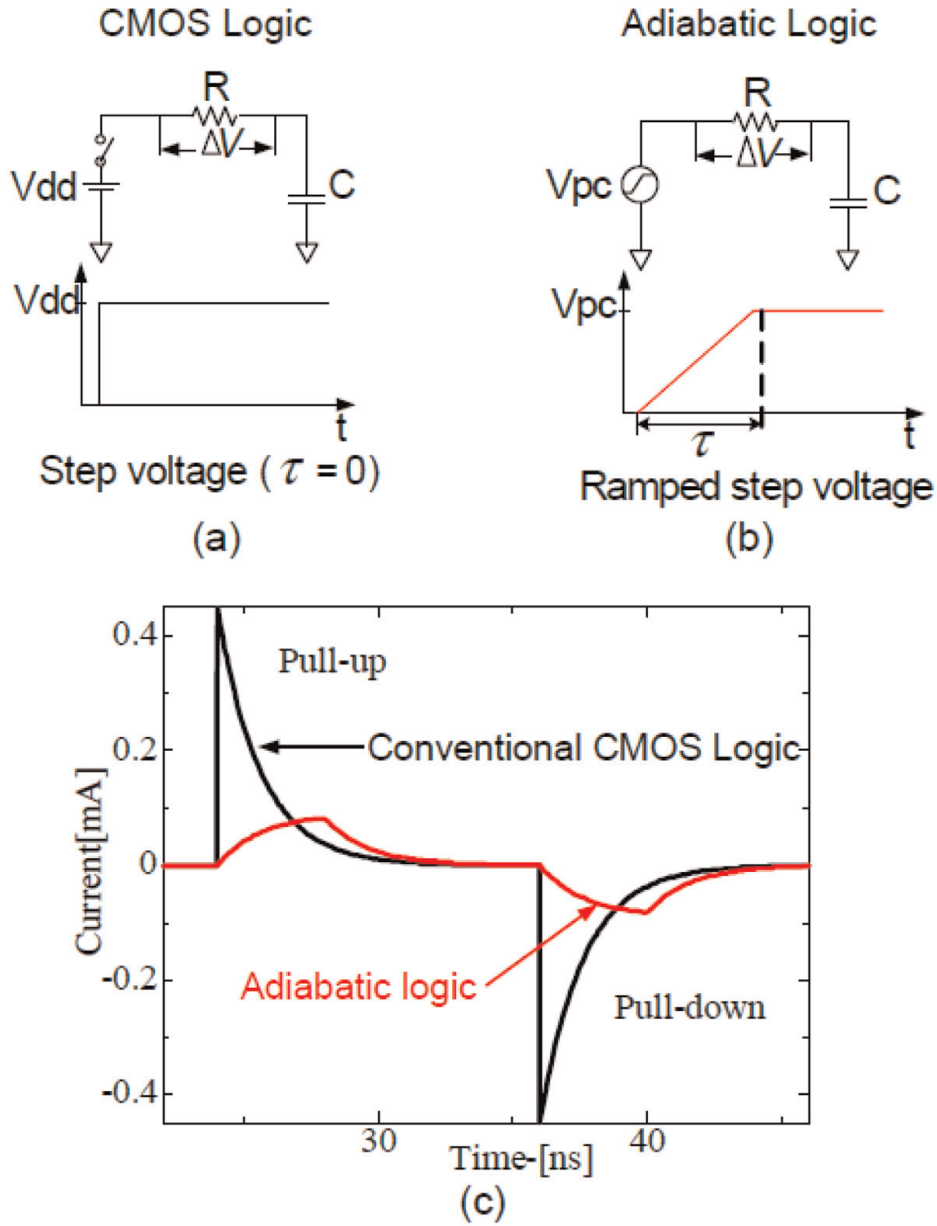 CMOS Logic
Adiabatic Logic
R
ΔV
Vdd
C
R
ΔV
Vpc
C
Vdd
t
Step voltage ( τ = 0)
(a)
Vpc
τ
t
Ramped step voltage
(b)
0.4
0.2
0
-0.2
-0.4
Current[mA]
Pull-up
Conventional CMOS Logic
Adiabatic logic
Pull-down
30
40
Time-[ns]
(c)